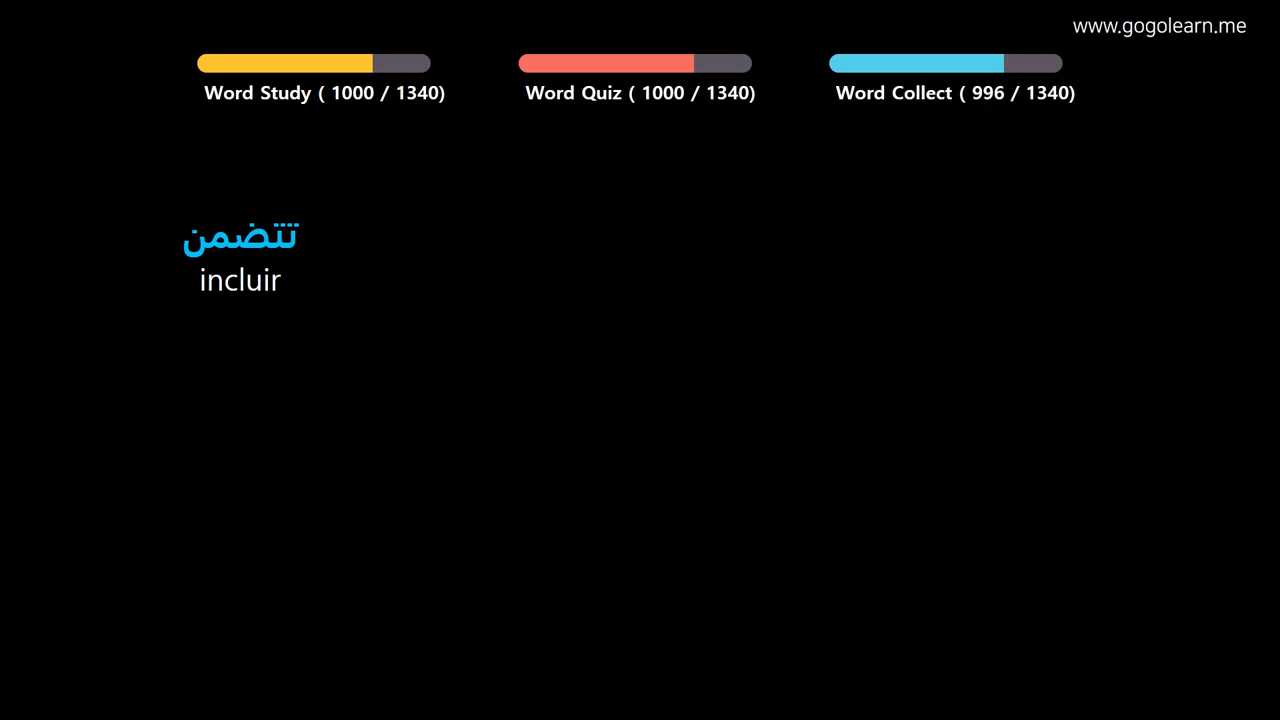 www.gogolearn.me
Word Study ( 1000 / 1340)
Word Quiz ( 1000 / 1340)
Word Collect ( 996 / 1340)
تتضمن
incluir